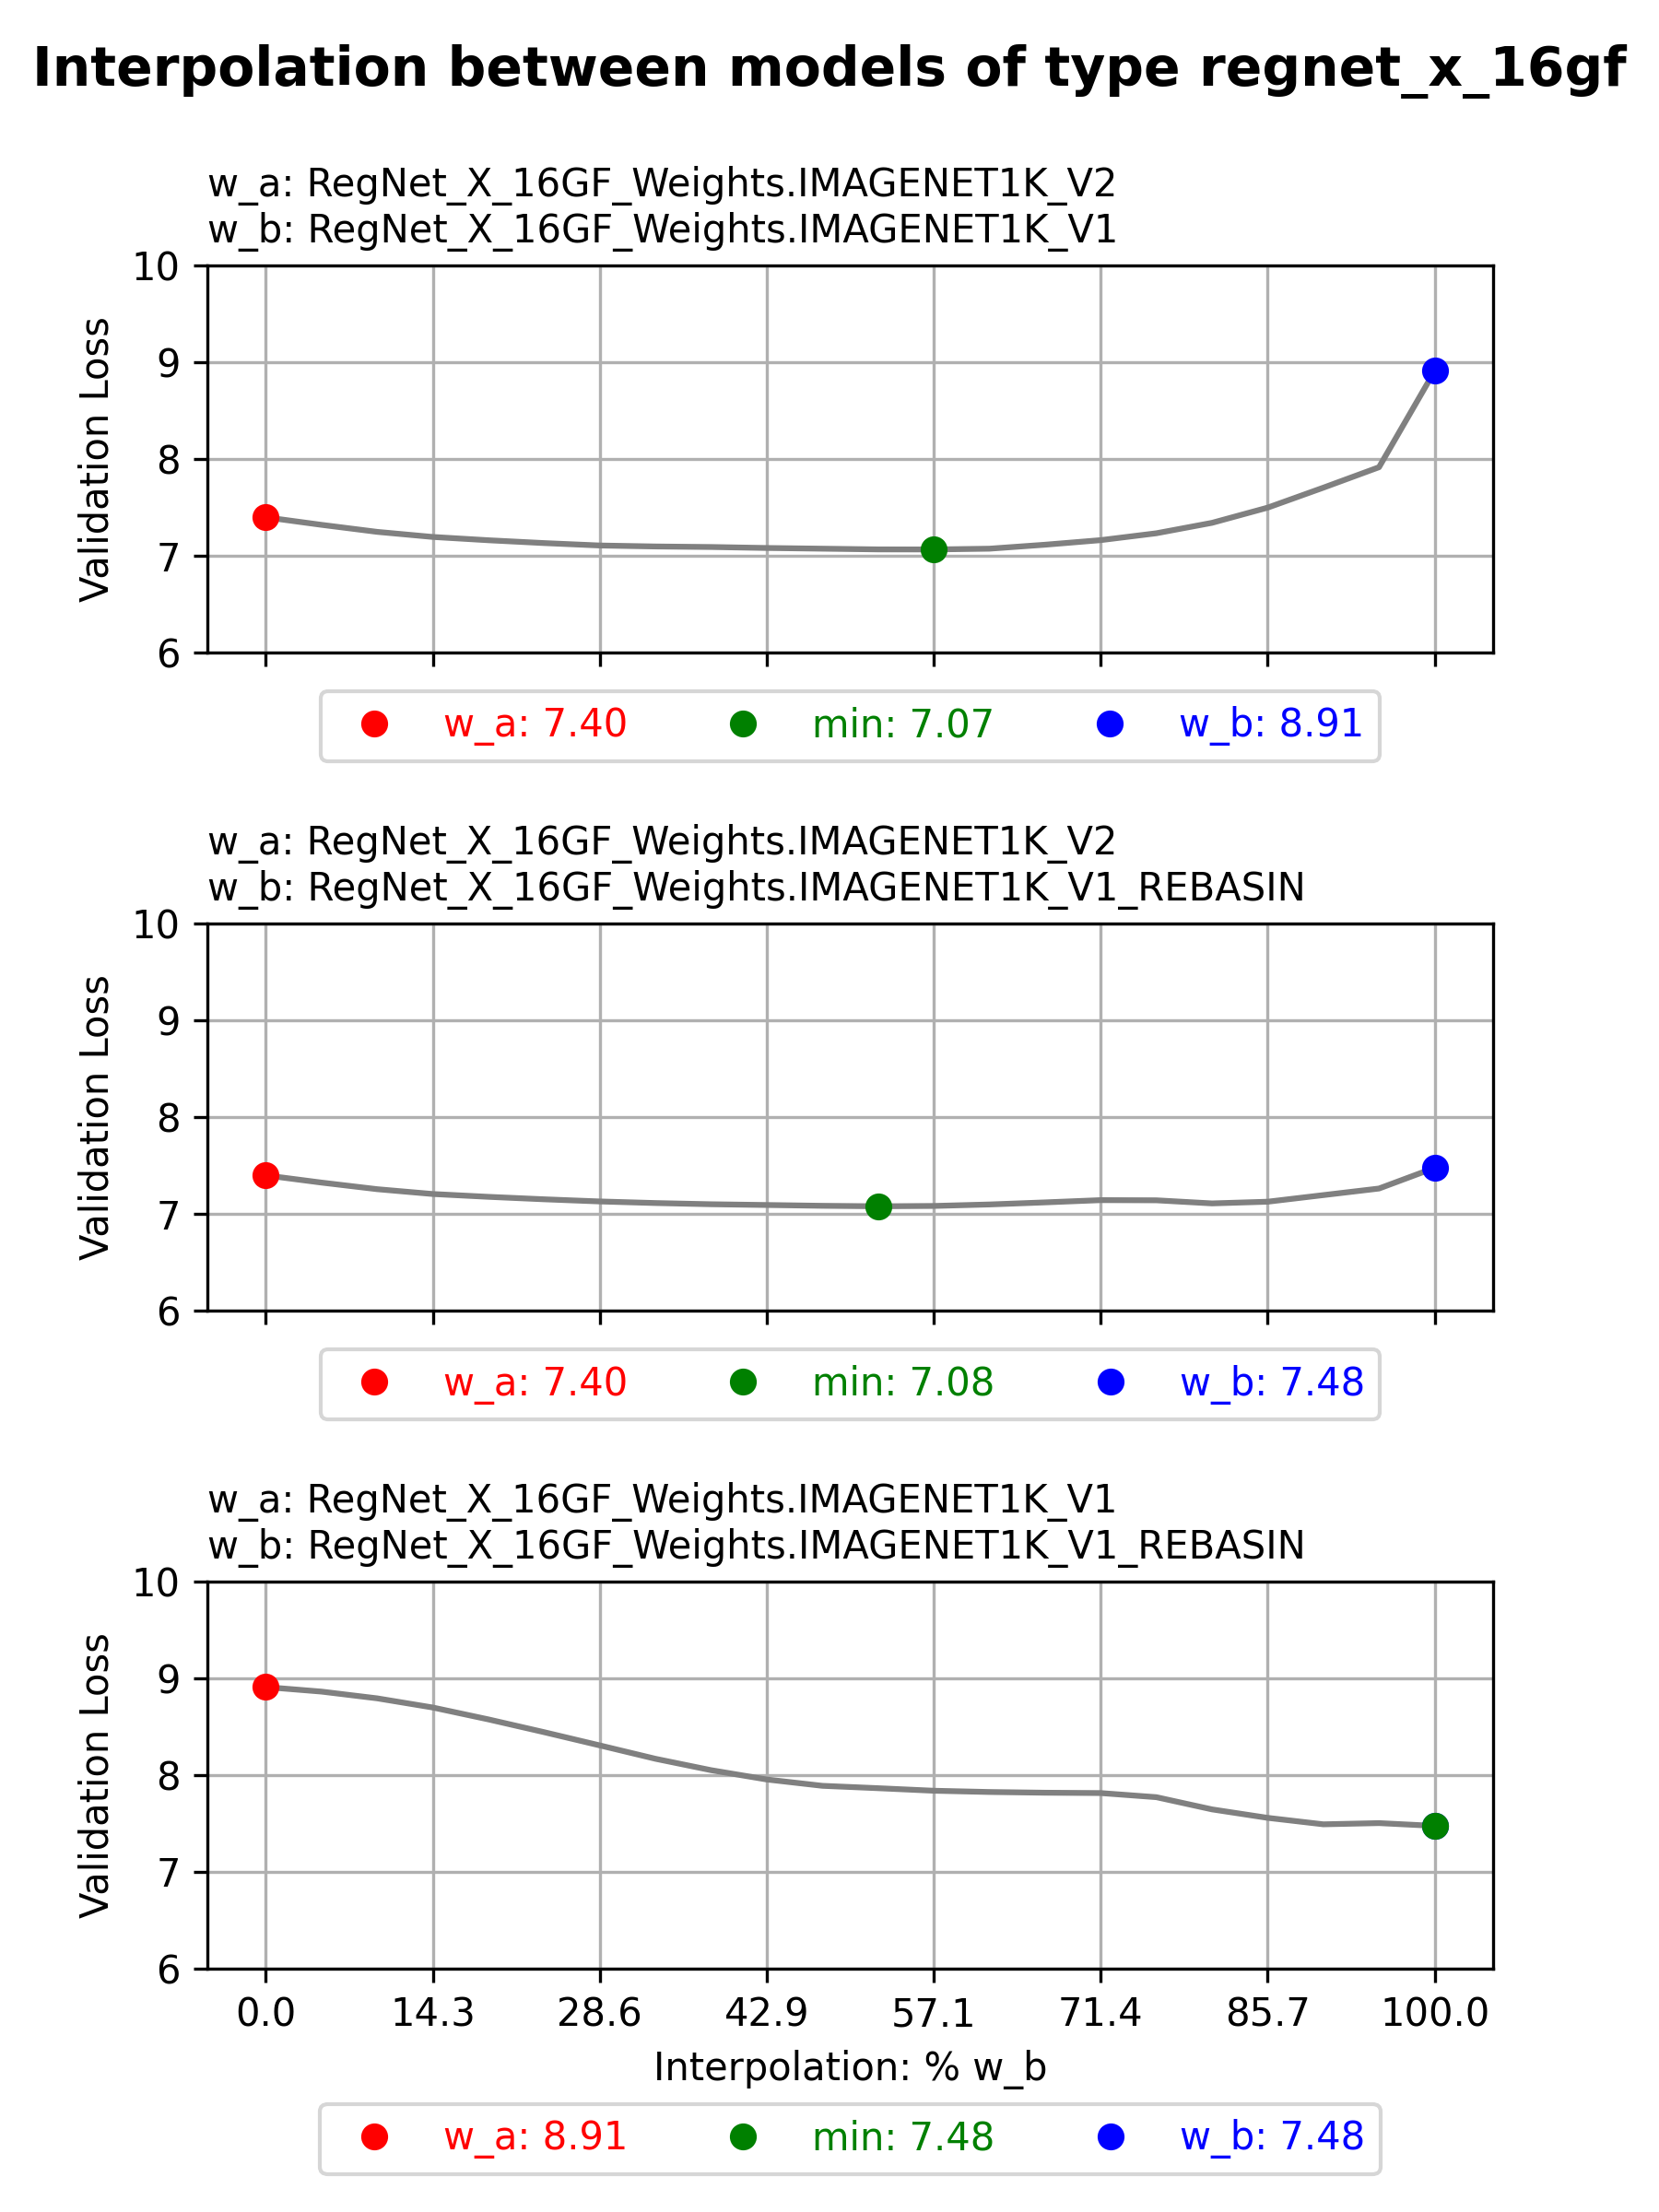 Interpolation between models of type regnet_x_16gf
w_a: RegNet_X_16GF_Weights.IMAGENET1K_V2
w_b: RegNet_X_16GF_Weights.IMAGENET1K_V1
10
9
8
7
6
Validation Loss
w_a: 7.40 min: 7.07 w_b: 8.91
w_a: RegNet_X_16GF_Weights.IMAGENET1K_V2
w_b: RegNet_X_16GF_Weights.IMAGENET1K_V1_REBASIN
10
9
8
7
6
Validation Loss
w_a: 7.40 min: 7.08 w_b: 7.48
w_a: RegNet_X_16GF_Weights.IMAGENET1K_V1
w_b: RegNet_X_16GF_Weights.IMAGENET1K_V1_REBASIN
10
9
8
7
6
Validation Loss
0.0 14.3 28.6 42.9 57.1 71.4 85.7 100.0
Interpolation: % w_b
w_a: 8.91 min: 7.48 w_b: 7.48